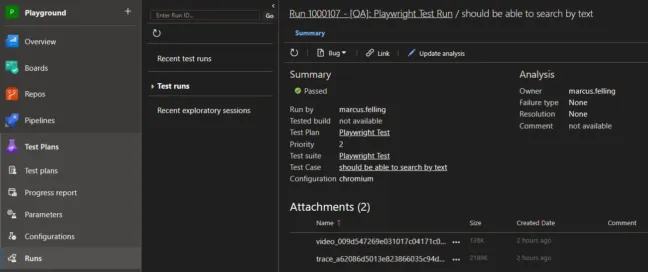 P Playground +
Overview
Boards
Repos
Pipelines
Test Plans
Test plans
Progress report
Parameters
Configurations
Runs
Enter Run ID... Go
Recent test runs
Test runs
Recent exploratory sessions
Run 1000107 - [QA]: Playwright Test Run / should be able to search by text
Summary
Bug Link Update analysis
Summary
Passed
Run by marcus.felling
Tested build not available
Test Plan Playwright Test
Priority 2
Test suite Playwright Test
Test Case should be able to search by text
Configuration chromium
Analysis
Owner marcus.felling
Failure type None
Resolution None
Comment not available
Attachments (2)
Name ↑ Size Created Date Comment
video_009d547269e031017c04171c0... ••• 138K 2 hours ago
trace_a62086d5013e823866035c94d... ••• 2189K 2 hours ago